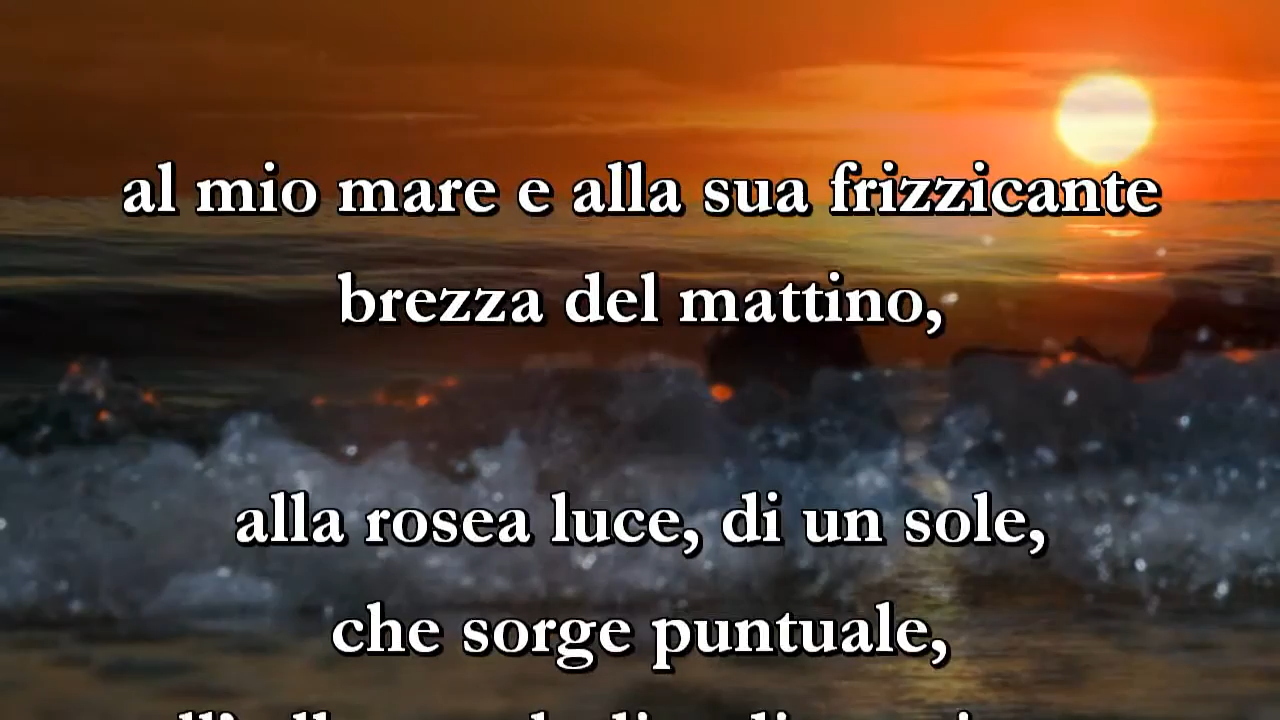 al mio mare e alla sua frizzicante
brezza del mattino,
alla rosea luce, di un sole,
che sorge puntuale,